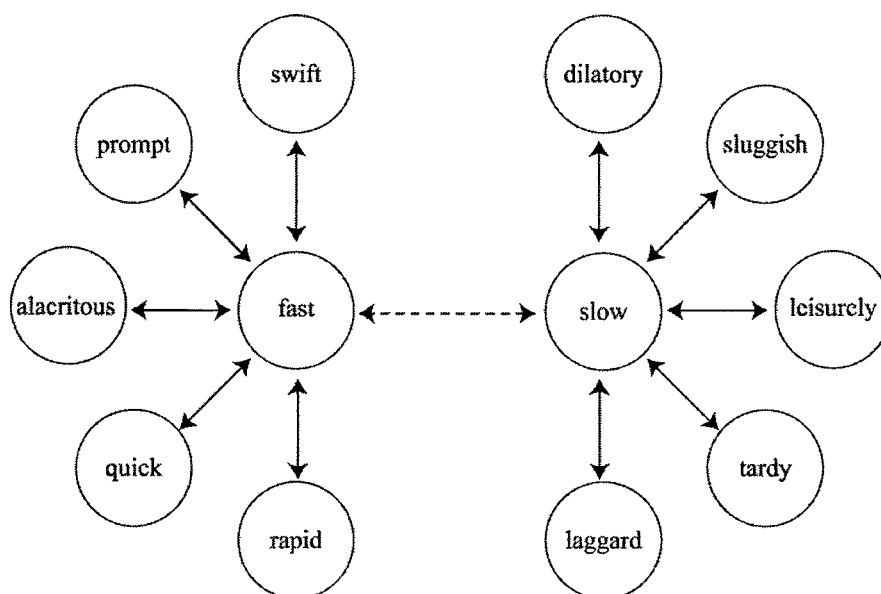 swift
dilatory
prompt
sluggish
alacritous
fast
slow
leisurely
quick
tardy
rapid
laggard